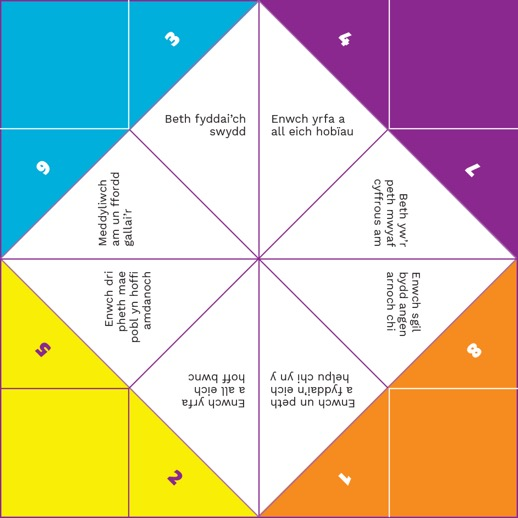 3
4
Beth fyddai'ch
swydd
Enwch yrfa a
all eich hobïau
6
7
Meddyliwch
am un ffordd
gallai'r
Beth yw'r
peth mwyaf
cyffrous am
Enwch dri
pheth mae
pobl yn hoffi
amdanoch
Enwch sgil
bydd angen
arnoch chi
5
8
Enwch yrfa
a all eich
hoff bwnc
Enwch un peth
a fyddai'n eich
helpu chi yn y
2
1